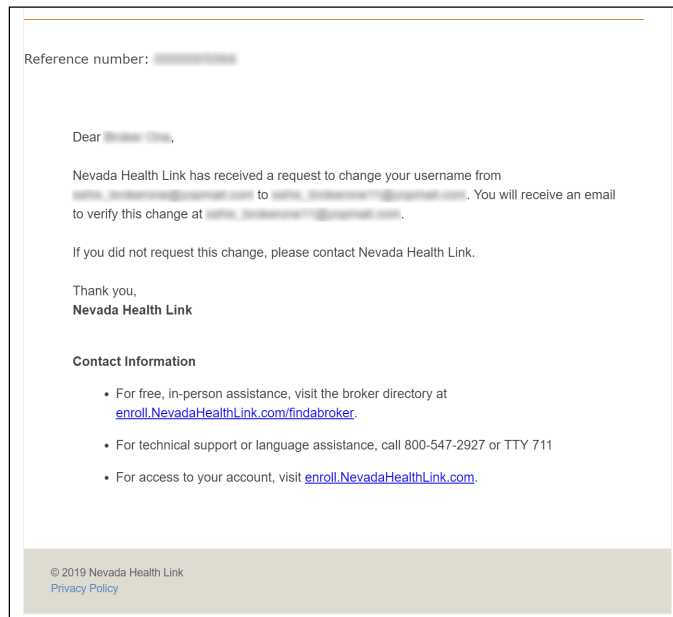 Reference number:
Dear ,
Nevada Health Link has received a request to change your username from
to . You will receive an email
to verify this change at .
If you did not request this change, please contact Nevada Health Link.
Thank you,
Nevada Health Link
Contact Information
• For free, in-person assistance, visit the broker directory at
enroll.NevadaHealthLink.com/findabroker.
• For technical support or language assistance, call 800-547-2927 or TTY 711
• For access to your account, visit enroll.NevadaHealthLink.com.
© 2019 Nevada Health Link
Privacy Policy